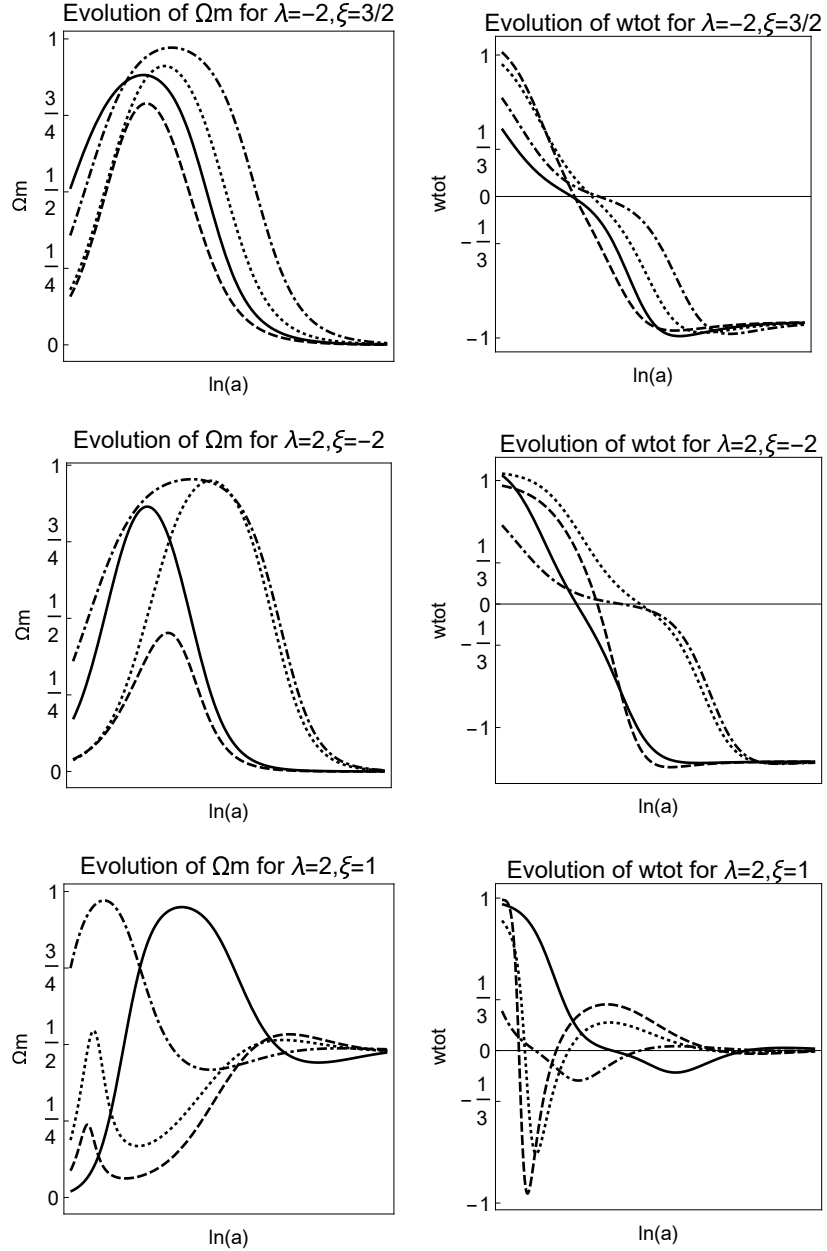 Evolution of Ωm for λ=−2,ξ=3/2
1
3
4
1
2
1
4
0
Ωm
ln(a)
Evolution of wtot for λ=−2,ξ=3/2
1
1
3
0
−1
3
−1
wtot
ln(a)
Evolution of Ωm for λ=2,ξ=−2
1
3
4
1
2
1
4
0
Ωm
ln(a)
Evolution of wtot for λ=2,ξ=−2
1
1
3
0
−1
3
−1
wtot
ln(a)
Evolution of Ωm for λ=2,ξ=1
1
3
4
1
2
1
4
0
Ωm
ln(a)
Evolution of wtot for λ=2,ξ=1
1
1
3
0
−1
3
−1
wtot
ln(a)